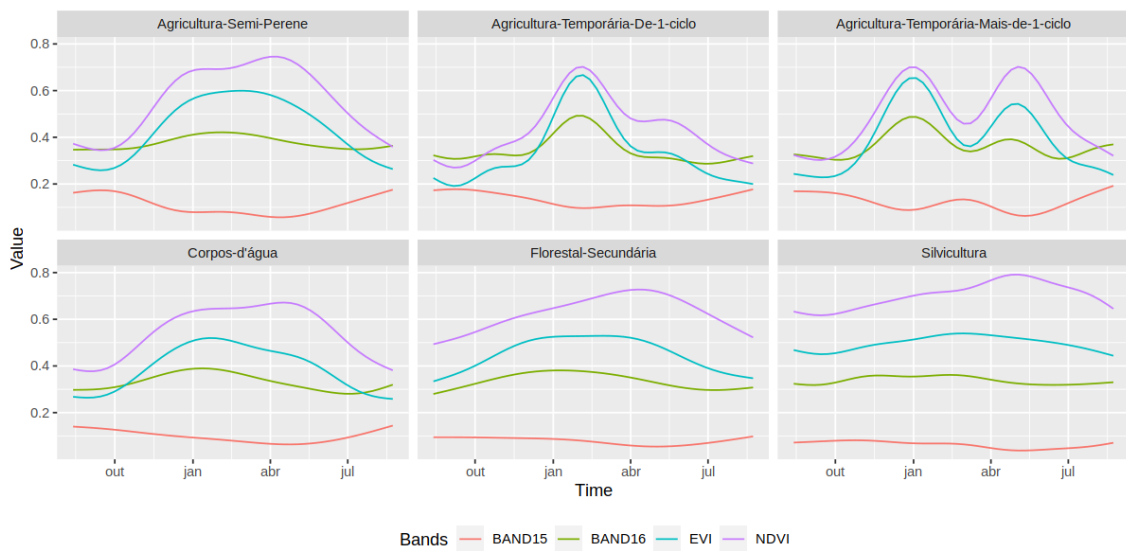 Agricultura-Semi-Perene
Agricultura-Temporária-De-1-ciclo
Agricultura-Temporária-Mais-de-1-ciclo
0.8
0.6
0.4
0.2
Corpos-d'água
Florestal-Secundária
Silvicultura
0.8
0.6
0.4
0.2
Value
out
jan
abr
jul
out
jan
abr
jul
out
jan
abr
jul
Time
Bands
BAND15
BAND16
EVI
NDVI